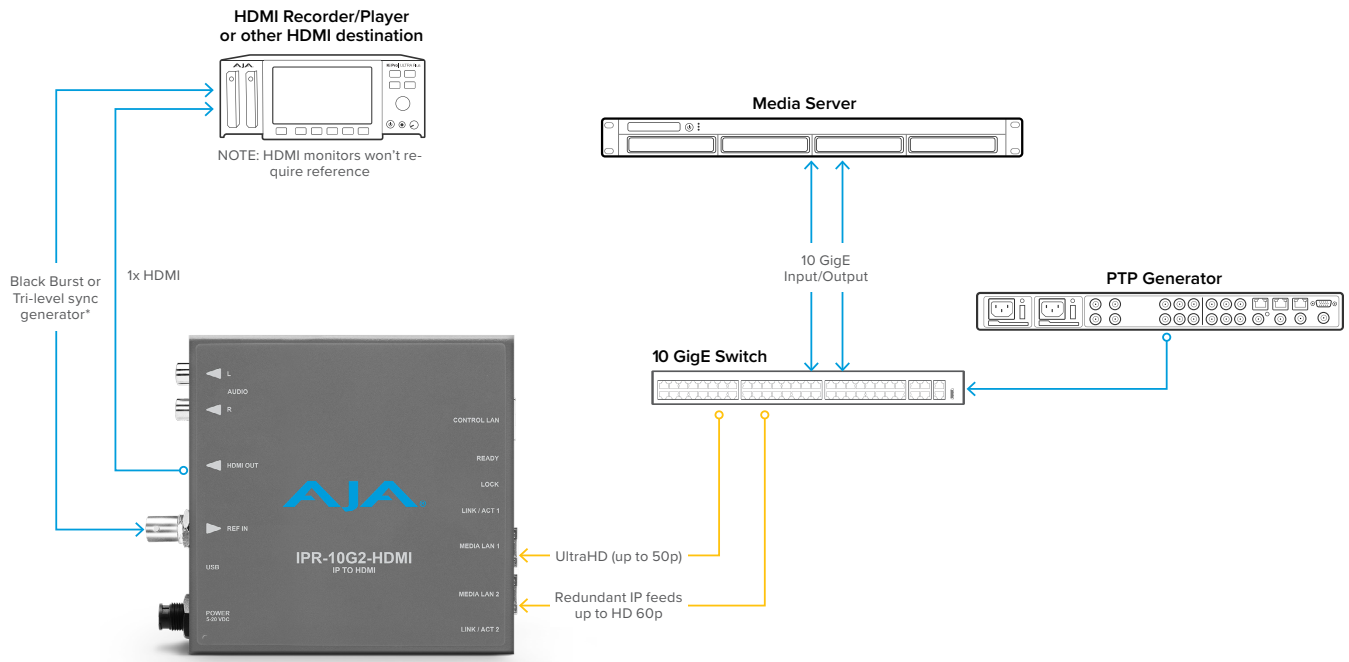 HDMI Recorder/Player
or other HDMI destination
AJA
NOTE: HDMI monitors won't re-
quire reference
Media Server
10 GigE
Input/Output
PTP Generator
10 GigE Switch
Black Burst or
Tri-level sync
generator*
1x HDMI
L
AUDIO
R
HDMI OUT
REF IN
USB
POWER
5-20 VDC
AJA
IPR-10G2-HDMI
IP TO HDMI
CONTROL LAN
READY
LOCK
LINK / ACT 1
MEDIA LAN 1
MEDIA LAN 2
LINK / ACT 2
UltraHD (up to 50p)
Redundant IP feeds
up to HD 60p